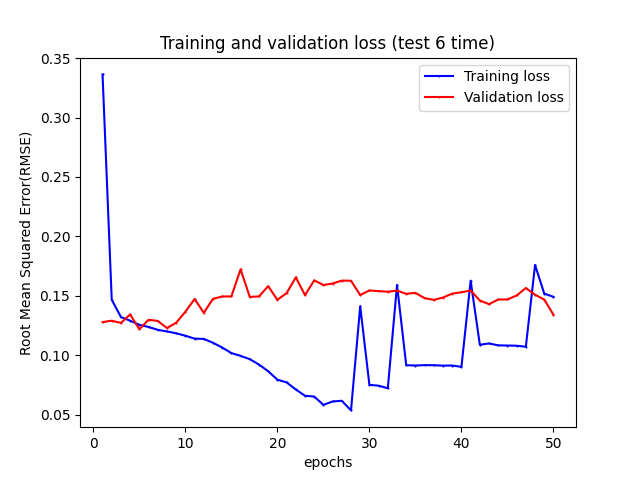 Training and validation loss (test 6 time)
Training loss
Validation loss
Root Mean Squared Error(RMSE)
0.35
0.30
0.25
0.20
0.15
0.10
0.05
0 10 20 30 40 50
epochs